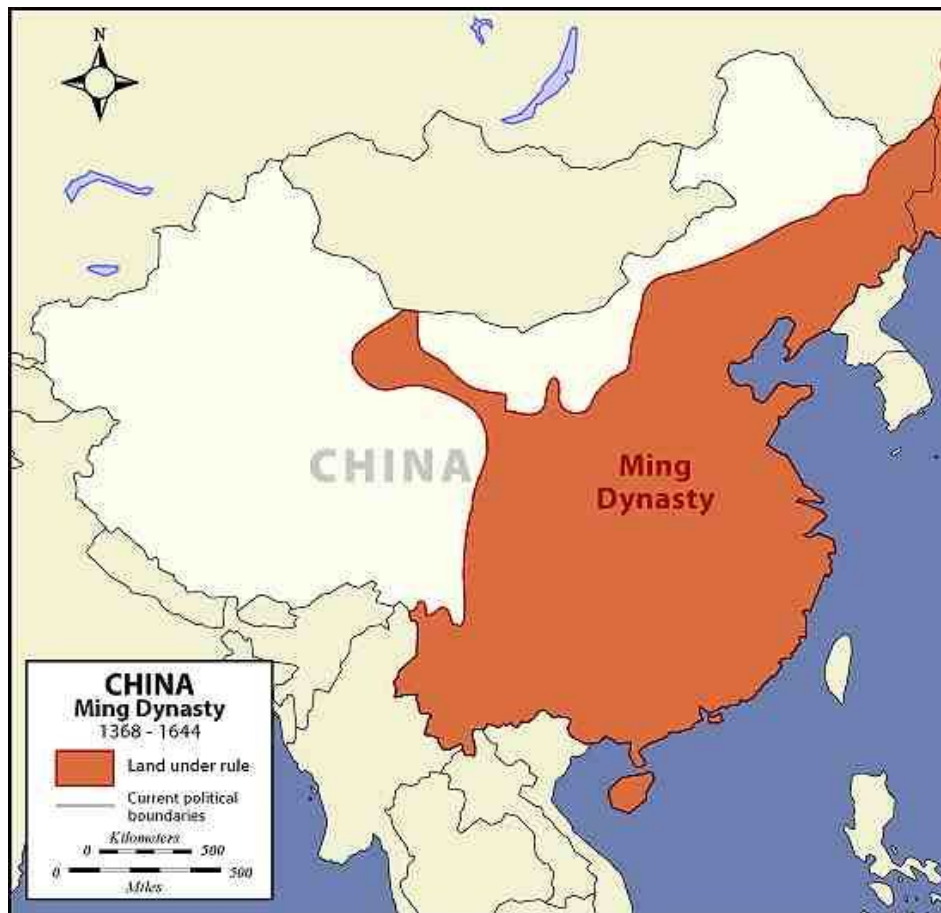 N
CHINA
Ming
Dynasty
CHINA
Ming Dynasty
1368 - 1644
Land under rule
Current political
boundaries
Kilometers
0 500
0 500
Miles